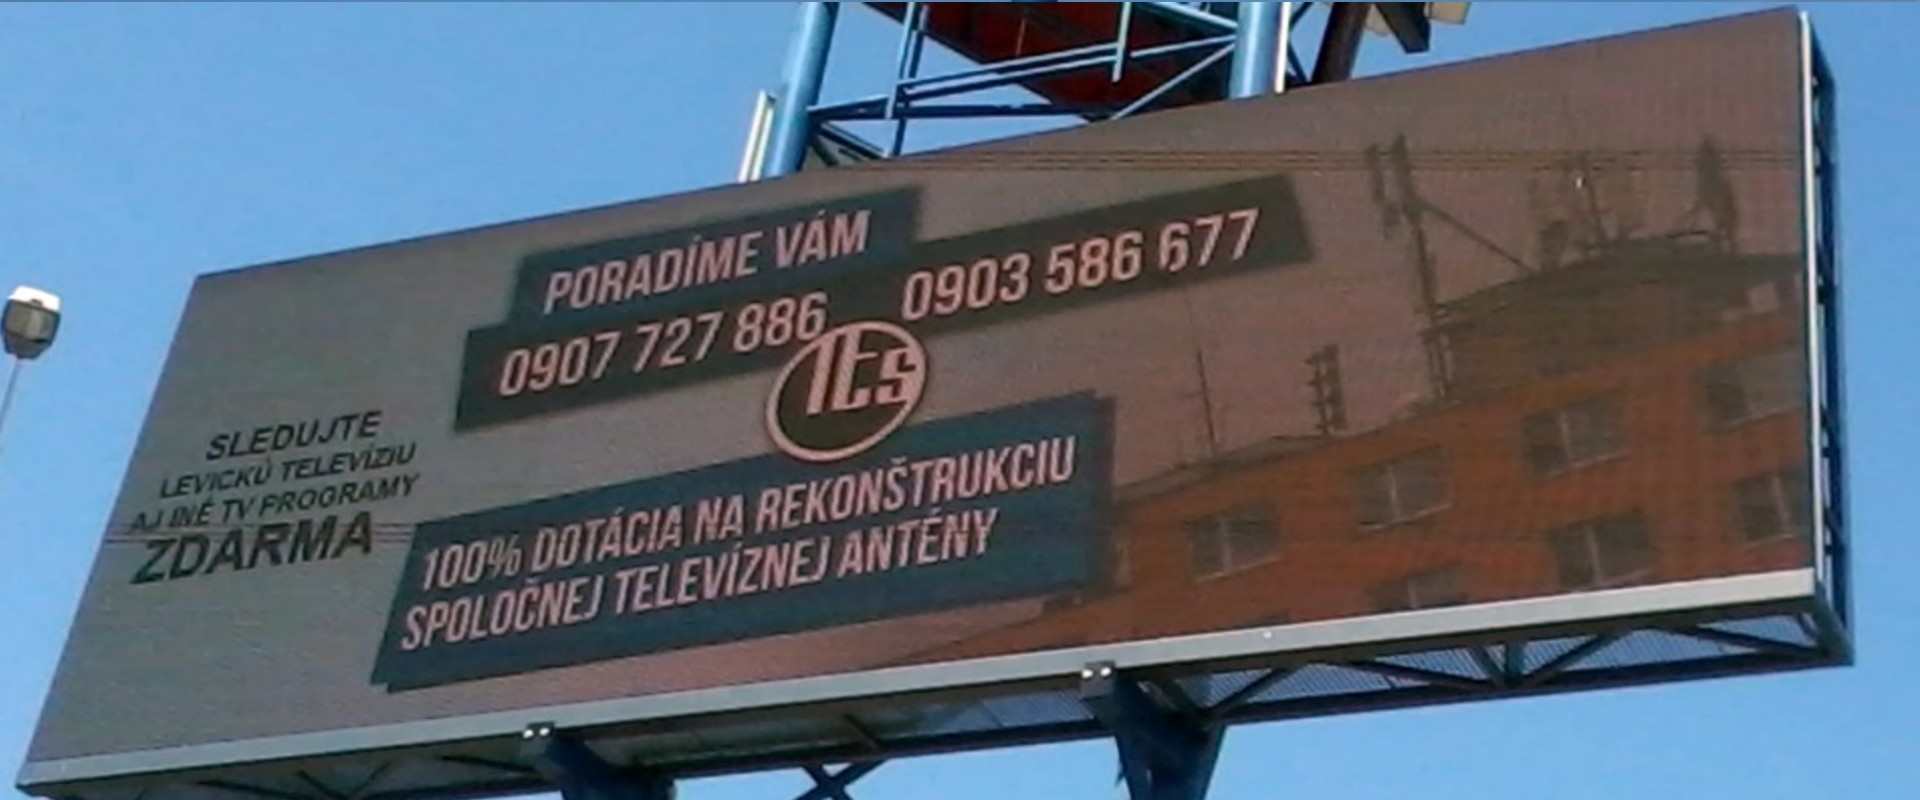 PORADÍME VÁM
0907 727 886 0903 586 677
TEs
SLEDUJTE
LEVICKÚ TELEVÍZIU
AJ INÉ TV PROGRAMY
ZDARMA
100% DOTÁCIA NA REKONŠTRUKCIU
SPOLOČNEJ TELEVÍZNEJ ANTÉNY